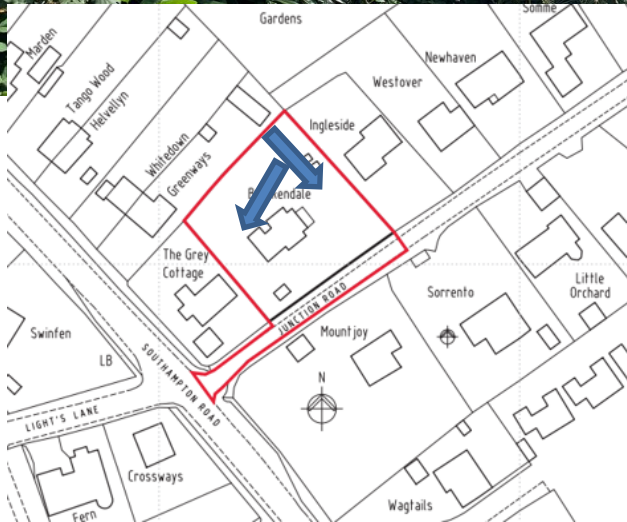 Gardens
Somme
Marden
Newhaven
Tango Wood
Westover
Helvellyn
Ingleside
Whitedown
Greenways
The Grey
Cottage
Little
Orchard
Sorrento
JUNCTION ROAD
Mountjoy
Swinfen
SOUTHAMPTON ROAD
LB
N
LIGHT'S LANE
Crossways
Fern
Wagtails